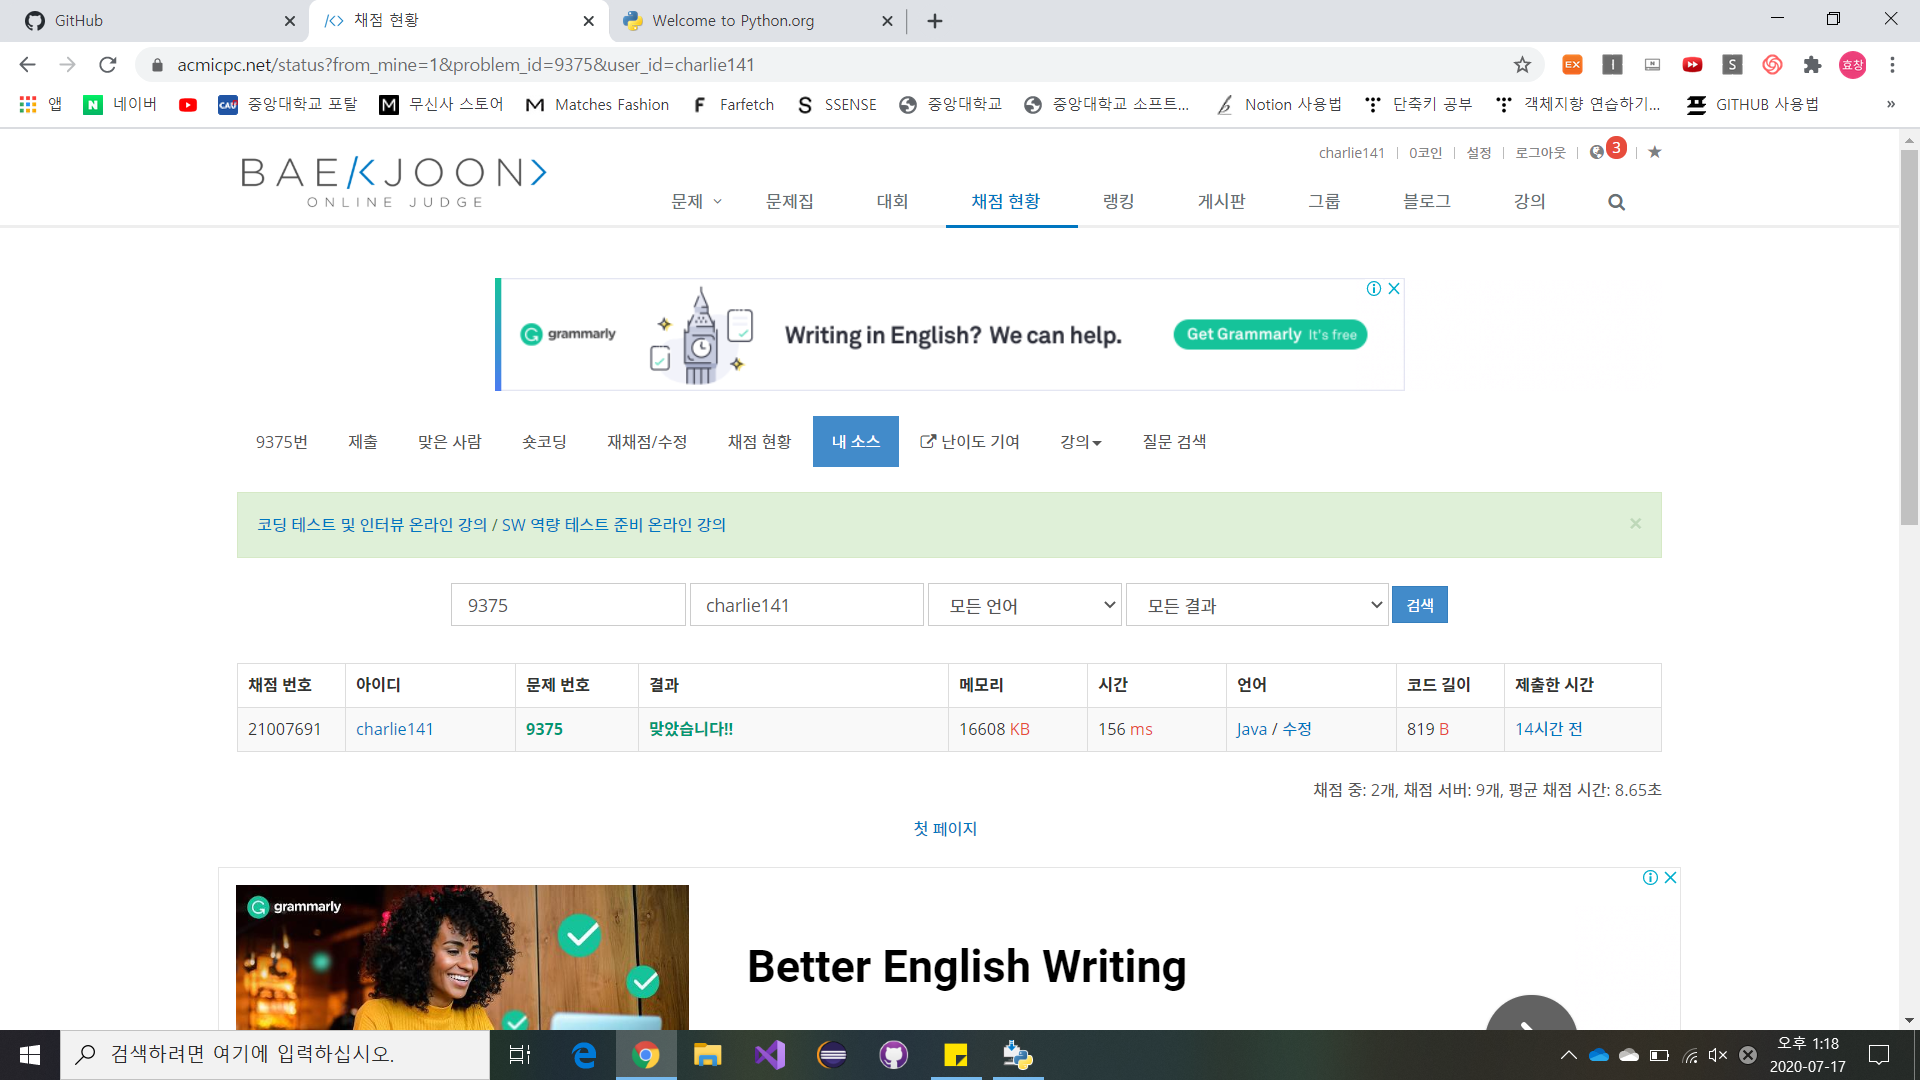 GitHub
채점 현황
Welcome to Python.org
acmicpc.net/status?from_mine=1&problem_id=9375&user_id=charlie141
EX
효창
앱
N 네이버
CAU 중앙대학교 포탈
M 무신사 스토어
M Matches Fashion
F Farfetch
S SSENSE
중앙대학교
중앙대학교 소프트...
Notion 사용법
단축키 공부
객체지향 연습하기...
GITHUB 사용법
»
charlie141 | 0코인 | 설정 | 로그아웃 | 3 | ★
BAEKJOON
ONLINE JUDGE
문제 문제집 대회 채점 현황 랭킹 게시판 그룹 블로그 강의
grammarly
Writing in English? We can help.
Get Grammarly It's free
9375번 제출 맞은 사람 숏코딩 재채점/수정 채점 현황 내 소스 난이도 기여 강의 질문 검색
코딩 테스트 및 인터뷰 온라인 강의 / SW 역량 테스트 준비 온라인 강의
×
9375 charlie141 모든 언어 모든 결과 검색
채점 번호 아이디 문제 번호 결과 메모리 시간 언어 코드 길이 제출한 시간
21007691 charlie141 9375 맞았습니다!! 16608 KB 156 ms Java / 수정 819 B 14시간 전
채점 중: 2개, 채점 서버: 9개, 평균 채점 시간: 8.65초
첫 페이지
grammarly
Better English Writing
검색하려면 여기에 입력하십시오.
오후 1:18
2020-07-17